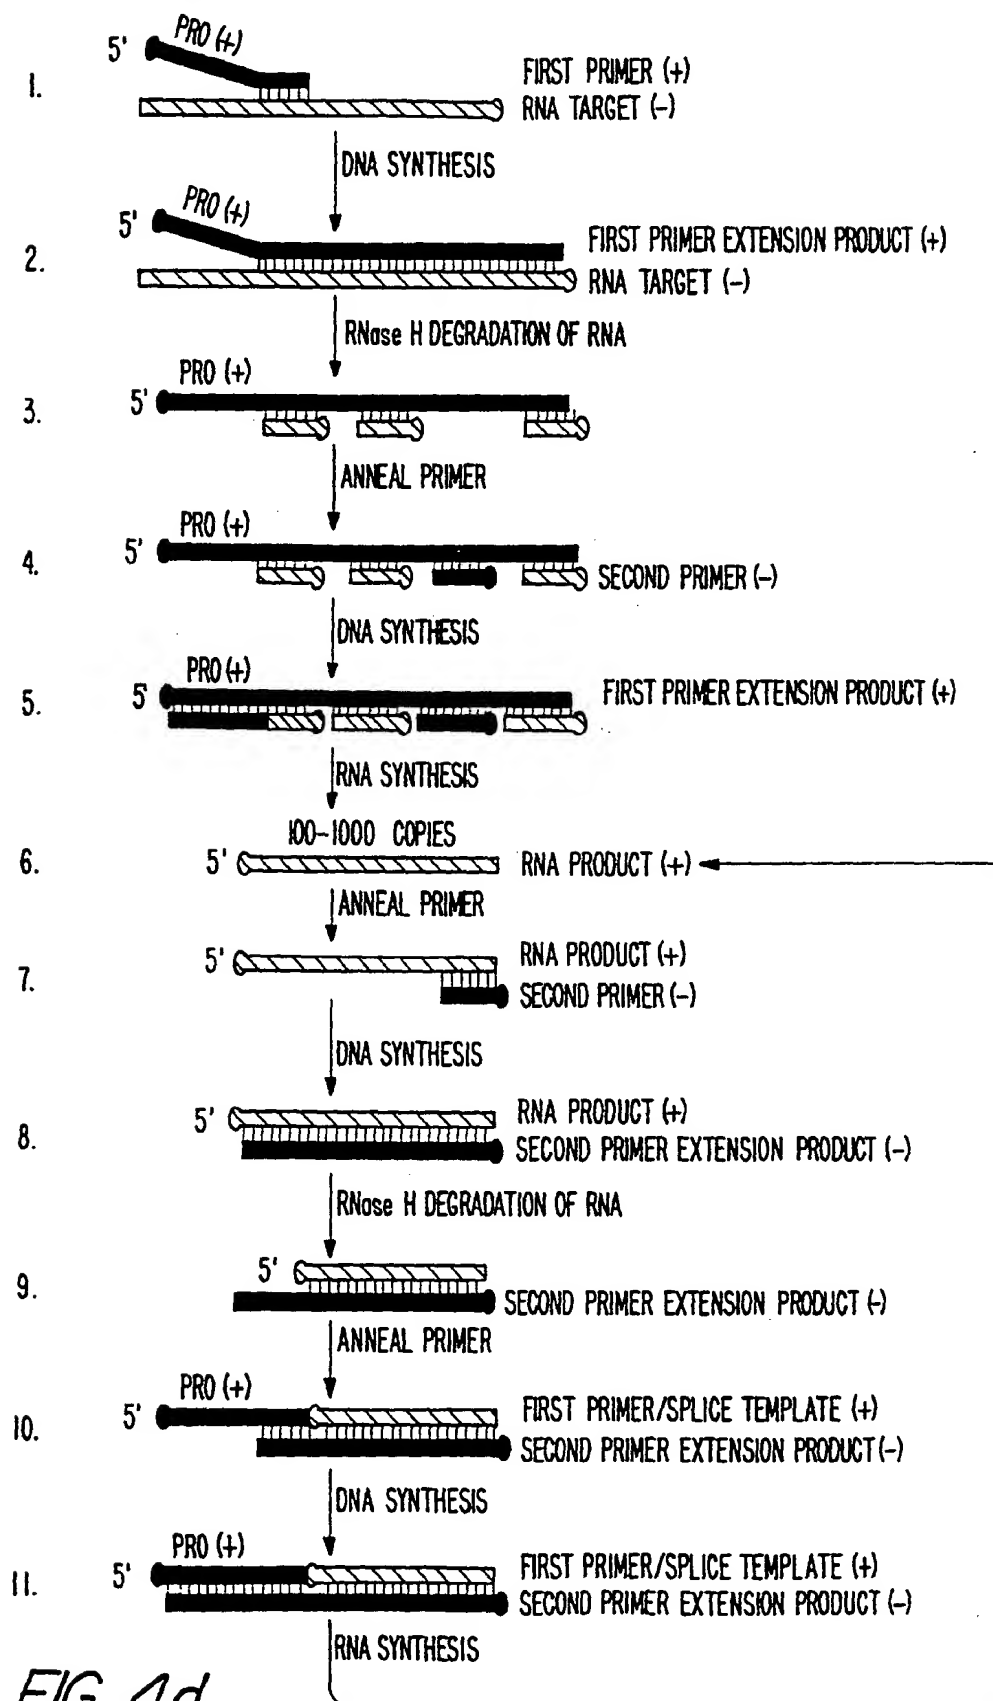 5' PRO (+)
1. FIRST PRIMER (+)
RNA TARGET (-)
DNA SYNTHESIS
5' PRO (+)
2. FIRST PRIMER EXTENSION PRODUCT (+)
RNA TARGET (-)
RNase H DEGRADATION OF RNA
PRO (+)
3. 5'
ANNEAL PRIMER
PRO (+)
4. 5'
SECOND PRIMER (-)
DNA SYNTHESIS
PRO (+)
5. 5' FIRST PRIMER EXTENSION PRODUCT (+)
RNA SYNTHESIS
100-1000 COPIES
6. 5' RNA PRODUCT (+)
ANNEAL PRIMER
7. 5' RNA PRODUCT (+)
SECOND PRIMER (-)
DNA SYNTHESIS
8. 5' RNA PRODUCT (+)
SECOND PRIMER EXTENSION PRODUCT (-)
RNase H DEGRADATION OF RNA
9. 5'
SECOND PRIMER EXTENSION PRODUCT (-)
ANNEAL PRIMER
PRO (+)
10. 5' FIRST PRIMER/SPLICE TEMPLATE (+)
SECOND PRIMER EXTENSION PRODUCT (-)
DNA SYNTHESIS
PRO (+)
11. 5' FIRST PRIMER/SPLICE TEMPLATE (+)
SECOND PRIMER EXTENSION PRODUCT (-)
RNA SYNTHESIS
FIG. 4d